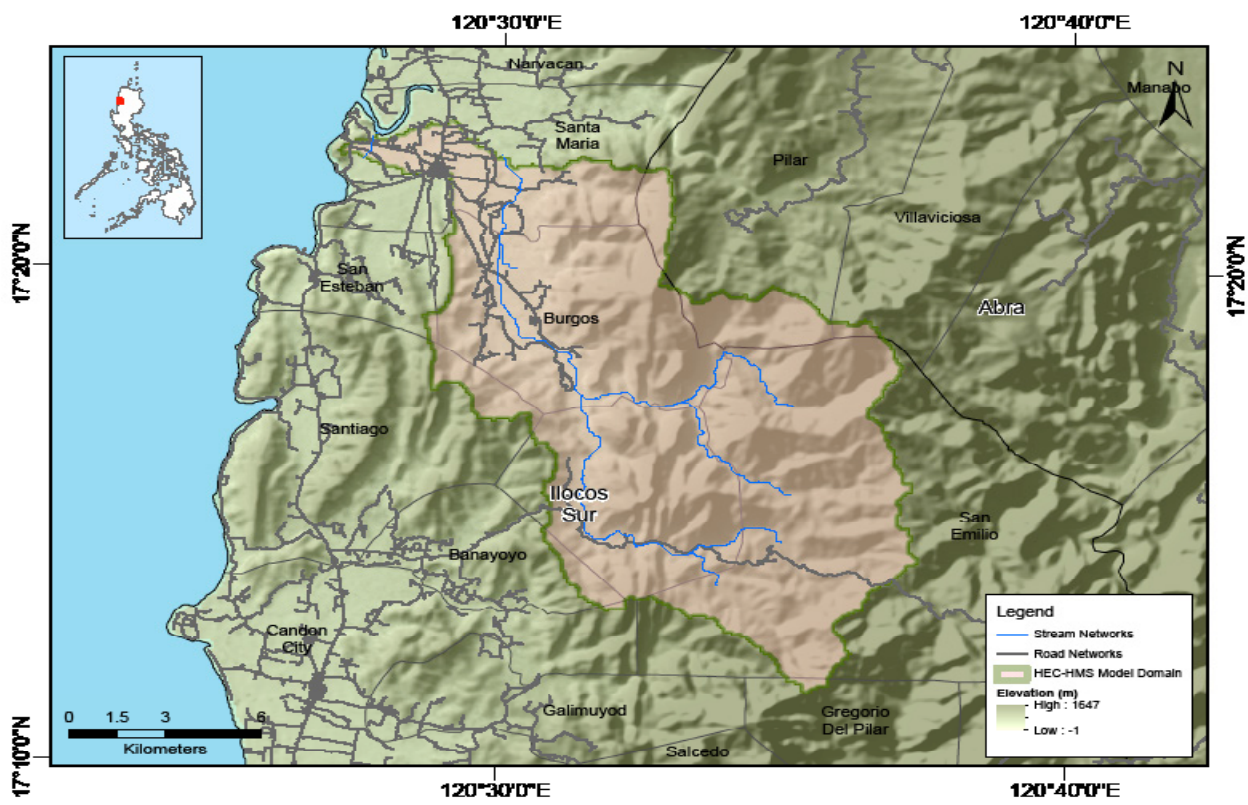 120°30'0"E
120°40'0"E
Narvacan
N
Manabo
Santa
Maria
Pilar
Villaviciosa
17°20'0"N
17°20'0"N
San
Esteban
Abra
Burgos
Santiago
Ilocos
Sur
San
Emilio
Banayoyo
Legend
Stream Networks
Road Networks
HEC-HMS Model Domain
Elevation (m)
High : 1647
Low : -1
Candon
City
0 1.5 3 6
Kilometers
Galimuyod
Gregorio
Del Pilar
Salcedo
17°10'0"N
120°30'0"E
120°40'0"E